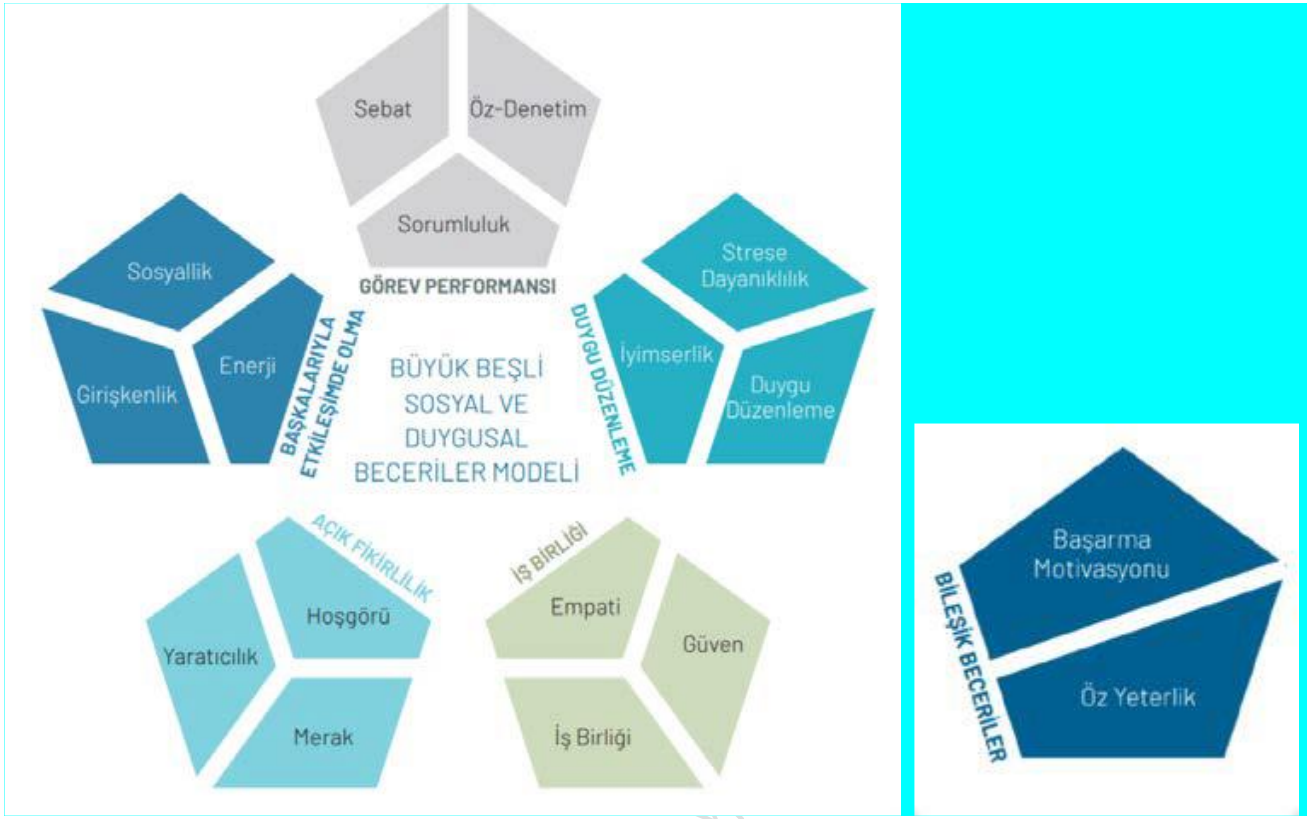 Sebat
Öz-Denetim
Sorumluluk
GÖREV PERFORMANSI
Sosyallik
Girişkenlik
Enerji
BAŞKALARIYLA
ETKİLEŞİMDE OLMA
BÜYÜK BEŞLİ
SOSYAL VE
DUYGUSAL
BECERİLER MODELİ
Strese
Dayanıklılık
İyimserlik
Duygu
Düzenleme
DUYGU DÜZENLEME
AÇIK FİKİRLİLİK
Hoşgörü
Yaratıcılık
Merak
İŞ BİRLİĞİ
Empati
Güven
İş Birliği
Başarma
Motivasyonu
Öz Yeterlik
BİLEŞİK BECERİLER